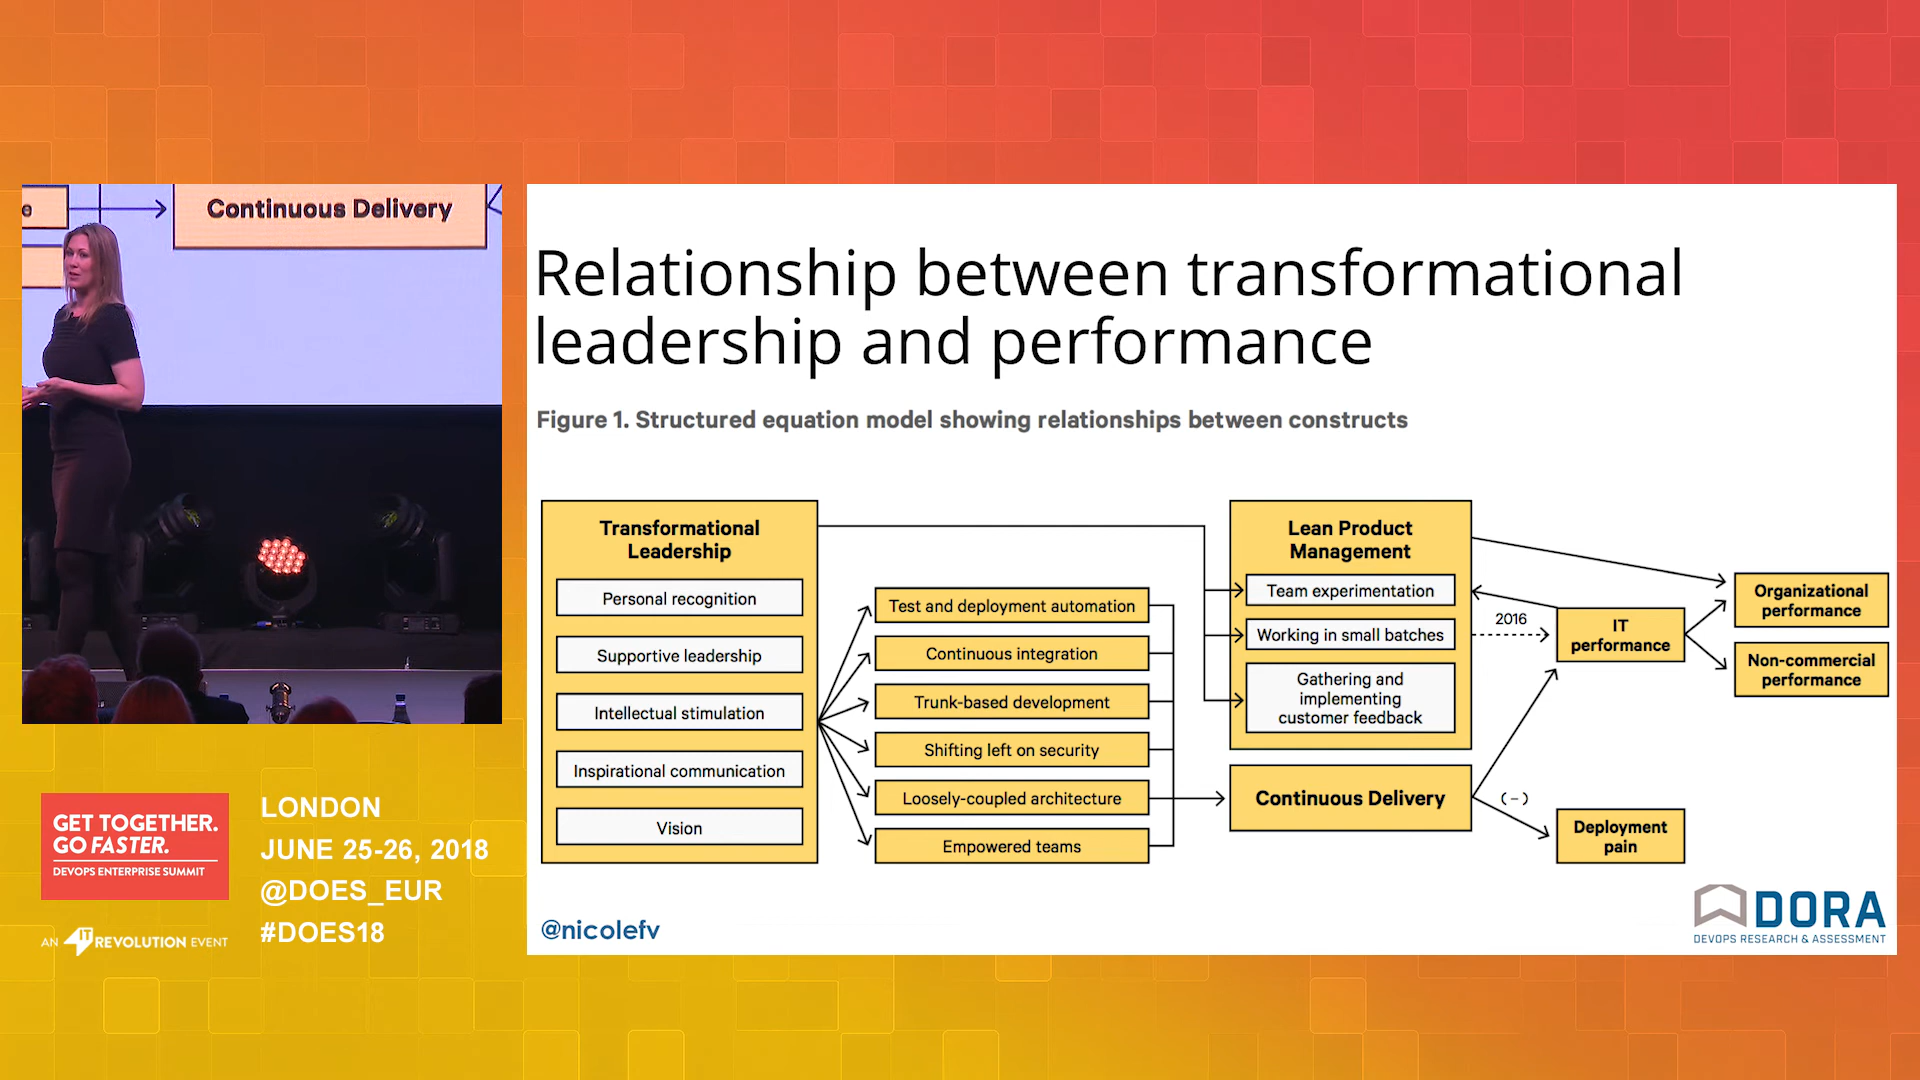 e
Continuous Delivery
Relationship between transformational
leadership and performance
Figure 1. Structured equation model showing relationships between constructs
Transformational
Leadership
Personal recognition
Supportive leadership
Intellectual stimulation
Inspirational communication
Vision
Test and deployment automation
Continuous integration
Trunk-based development
Shifting left on security
Loosely-coupled architecture
Empowered teams
Lean Product
Management
Team experimentation
Working in small batches
Gathering and
implementing
customer feedback
Continuous Delivery
2016
(-)
IT
performance
Deployment
pain
Organizational
performance
Non-commercial
performance
@nicolefv
DORA
DEVOPS RESEARCH & ASSESSMENT
GET TOGETHER.
GO FASTER.
DEVOPS ENTERPRISE SUMMIT
AN IT REVOLUTION EVENT
LONDON
JUNE 25-26, 2018
@DOES_EUR
#DOES18